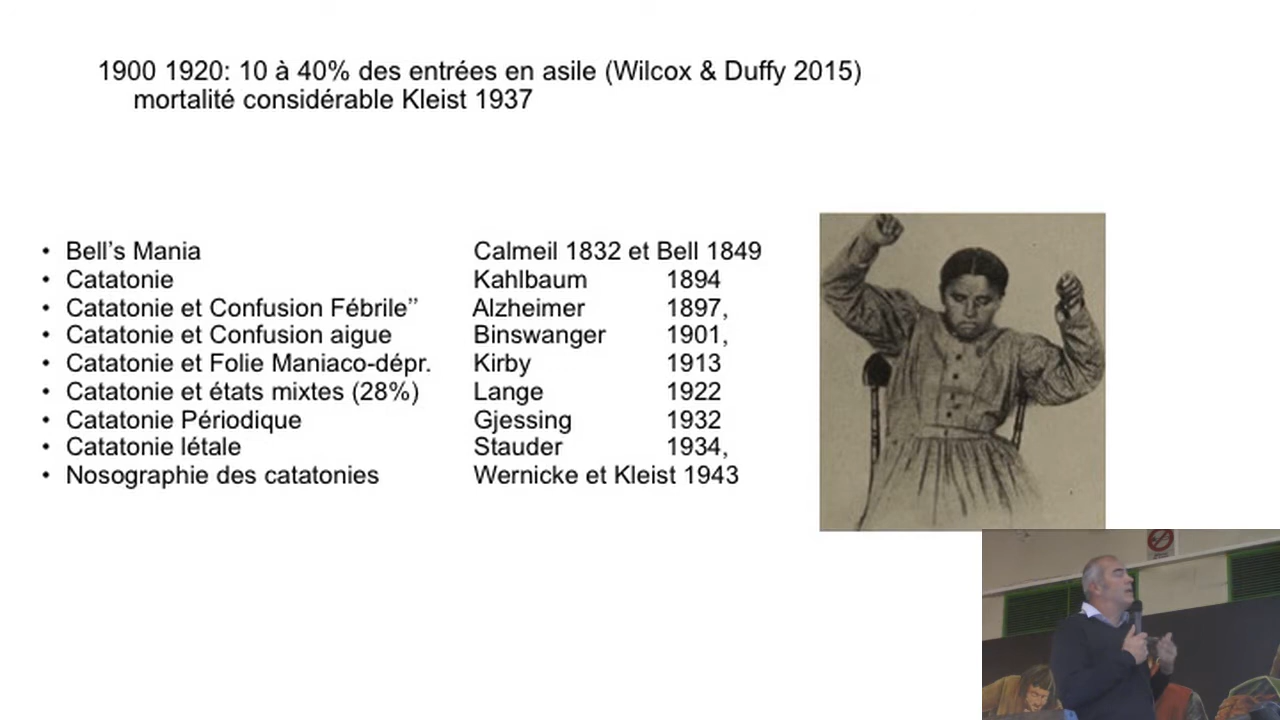 1900 1920: 10 à 40% des entrées en asile (Wilcox & Duffy 2015)
mortalité considérable Kleist 1937
• Bell’s Mania Calmeil 1832 et Bell 1849
• Catatonie Kahlbaum 1894
• Catatonie et Confusion Fébrile’’ Alzheimer 1897,
• Catatonie et Confusion aigue Binswanger 1901,
• Catatonie et Folie Maniaco-dépr. Kirby 1913
• Catatonie et états mixtes (28%) Lange 1922
• Catatonie Périodique Gjessing 1932
• Catatonie létale Stauder 1934,
• Nosographie des catatonies Wernicke et Kleist 1943